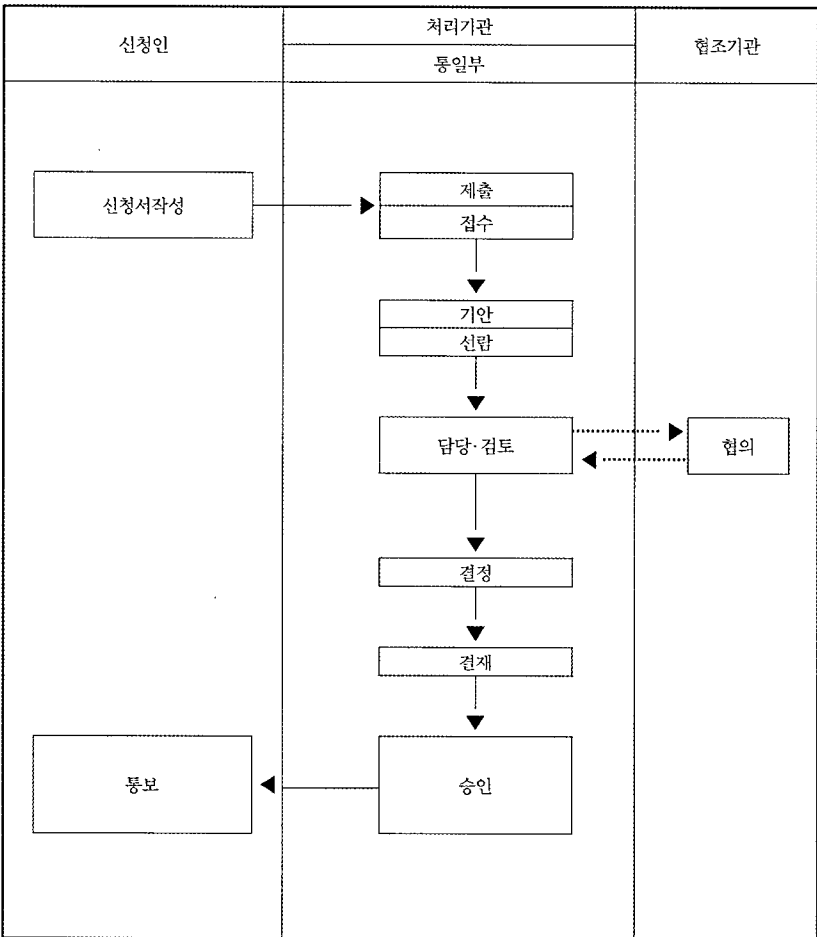 신청인
처리기관
통일부
협조기관
신청서작성
제출
접수
기안
선람
담당·검토
협의
결정
결재
통보
승인